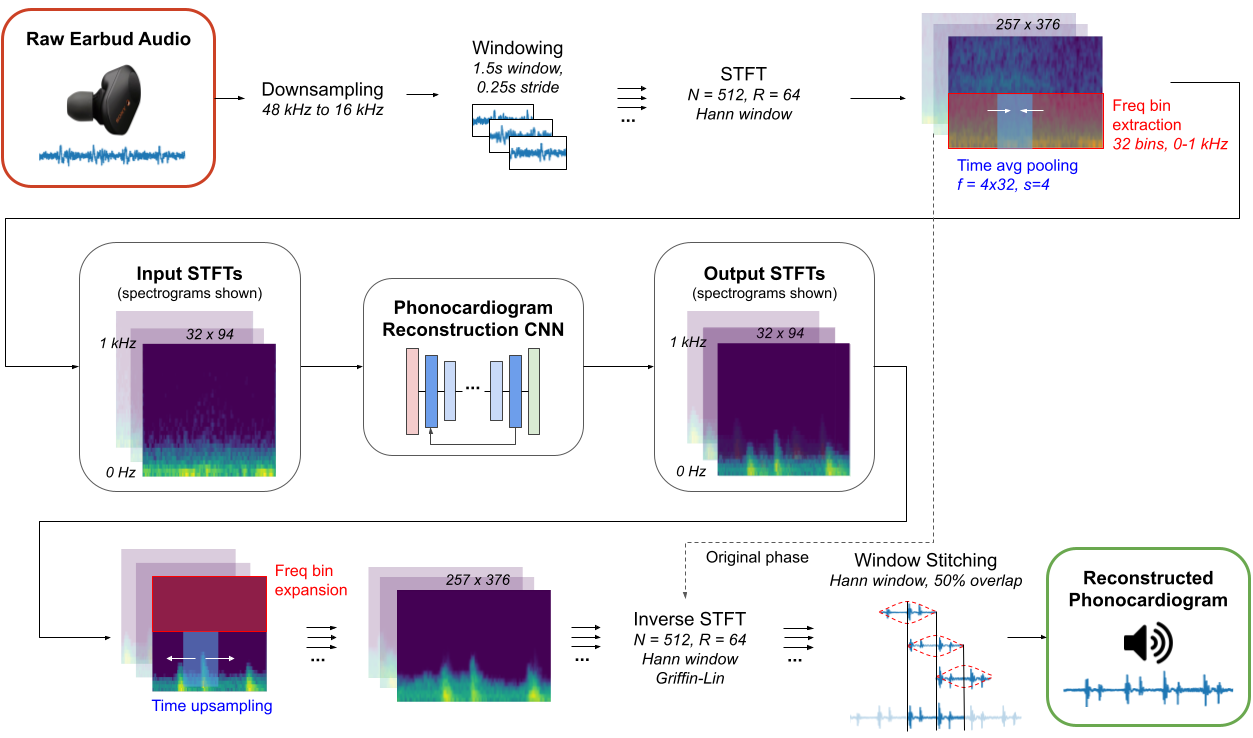 Raw Earbud Audio
Downsampling
48 kHz to 16 kHz
Windowing
1.5s window,
0.25s stride
...
STFT
N = 512, R = 64
Hann window
257 x 376
Freq bin
extraction
32 bins, 0-1 kHz
Time avg pooling
f = 4x32, s=4
Input STFTs
(spectrograms shown)
32 x 94
1 kHz
0 Hz
Phonocardiogram
Reconstruction CNN
...
Output STFTs
(spectrograms shown)
32 x 94
1 kHz
0 Hz
Freq bin
expansion
Time upsampling
...
257 x 376
...
Original phase
Inverse STFT
N = 512, R = 64
Hann window
Griffin-Lin
...
Window Stitching
Hann window, 50% overlap
Reconstructed
Phonocardiogram